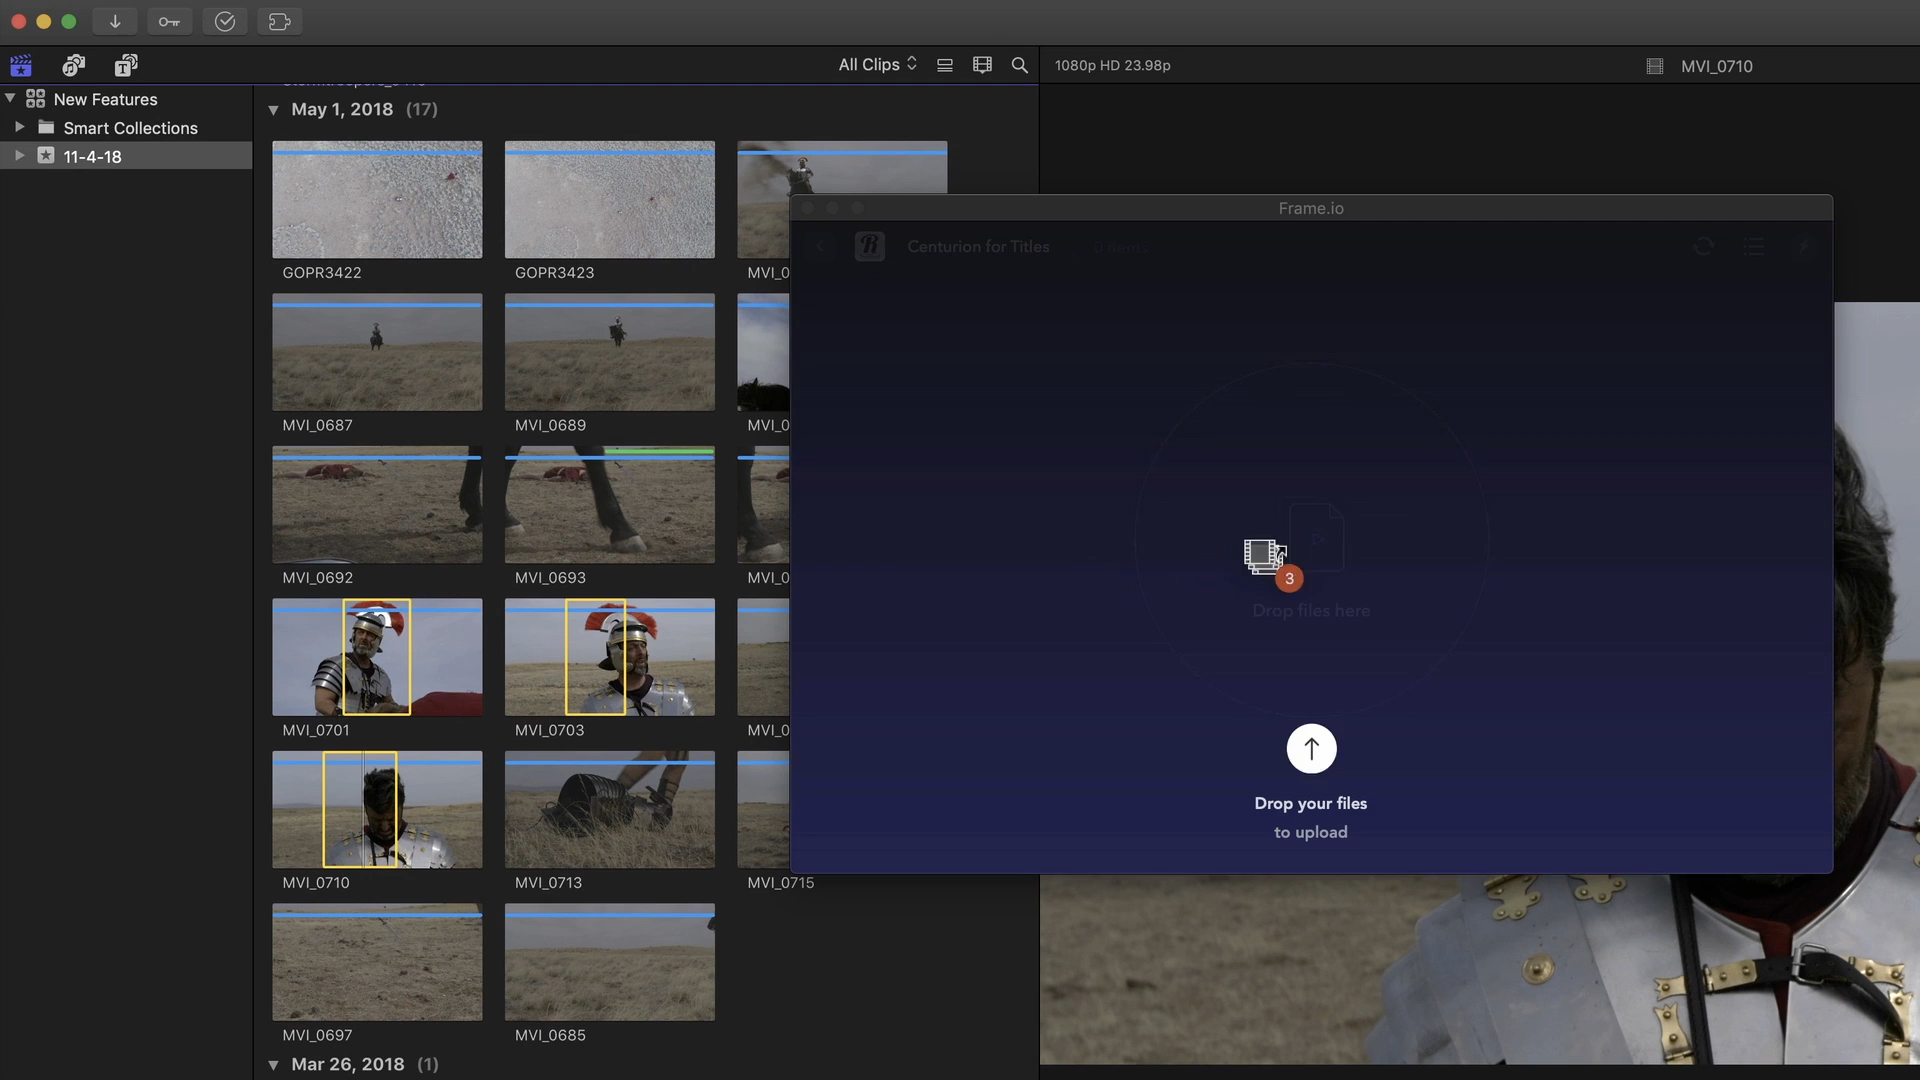 All Clips
1080p HD 23.98p
MVI_0710
New Features
Smart Collections
11-4-18
May 1, 2018 (17)
GOPR3422
GOPR3423
MVI_0687
MVI_0689
MVI_0692
MVI_0693
MVI_0701
MVI_0703
MVI_0710
MVI_0713
MVI_0715
MVI_0697
MVI_0685
Mar 26, 2018 (1)
Frame.io
Centurion for Titles
0 items
3
Drop files here
Drop your files
to upload